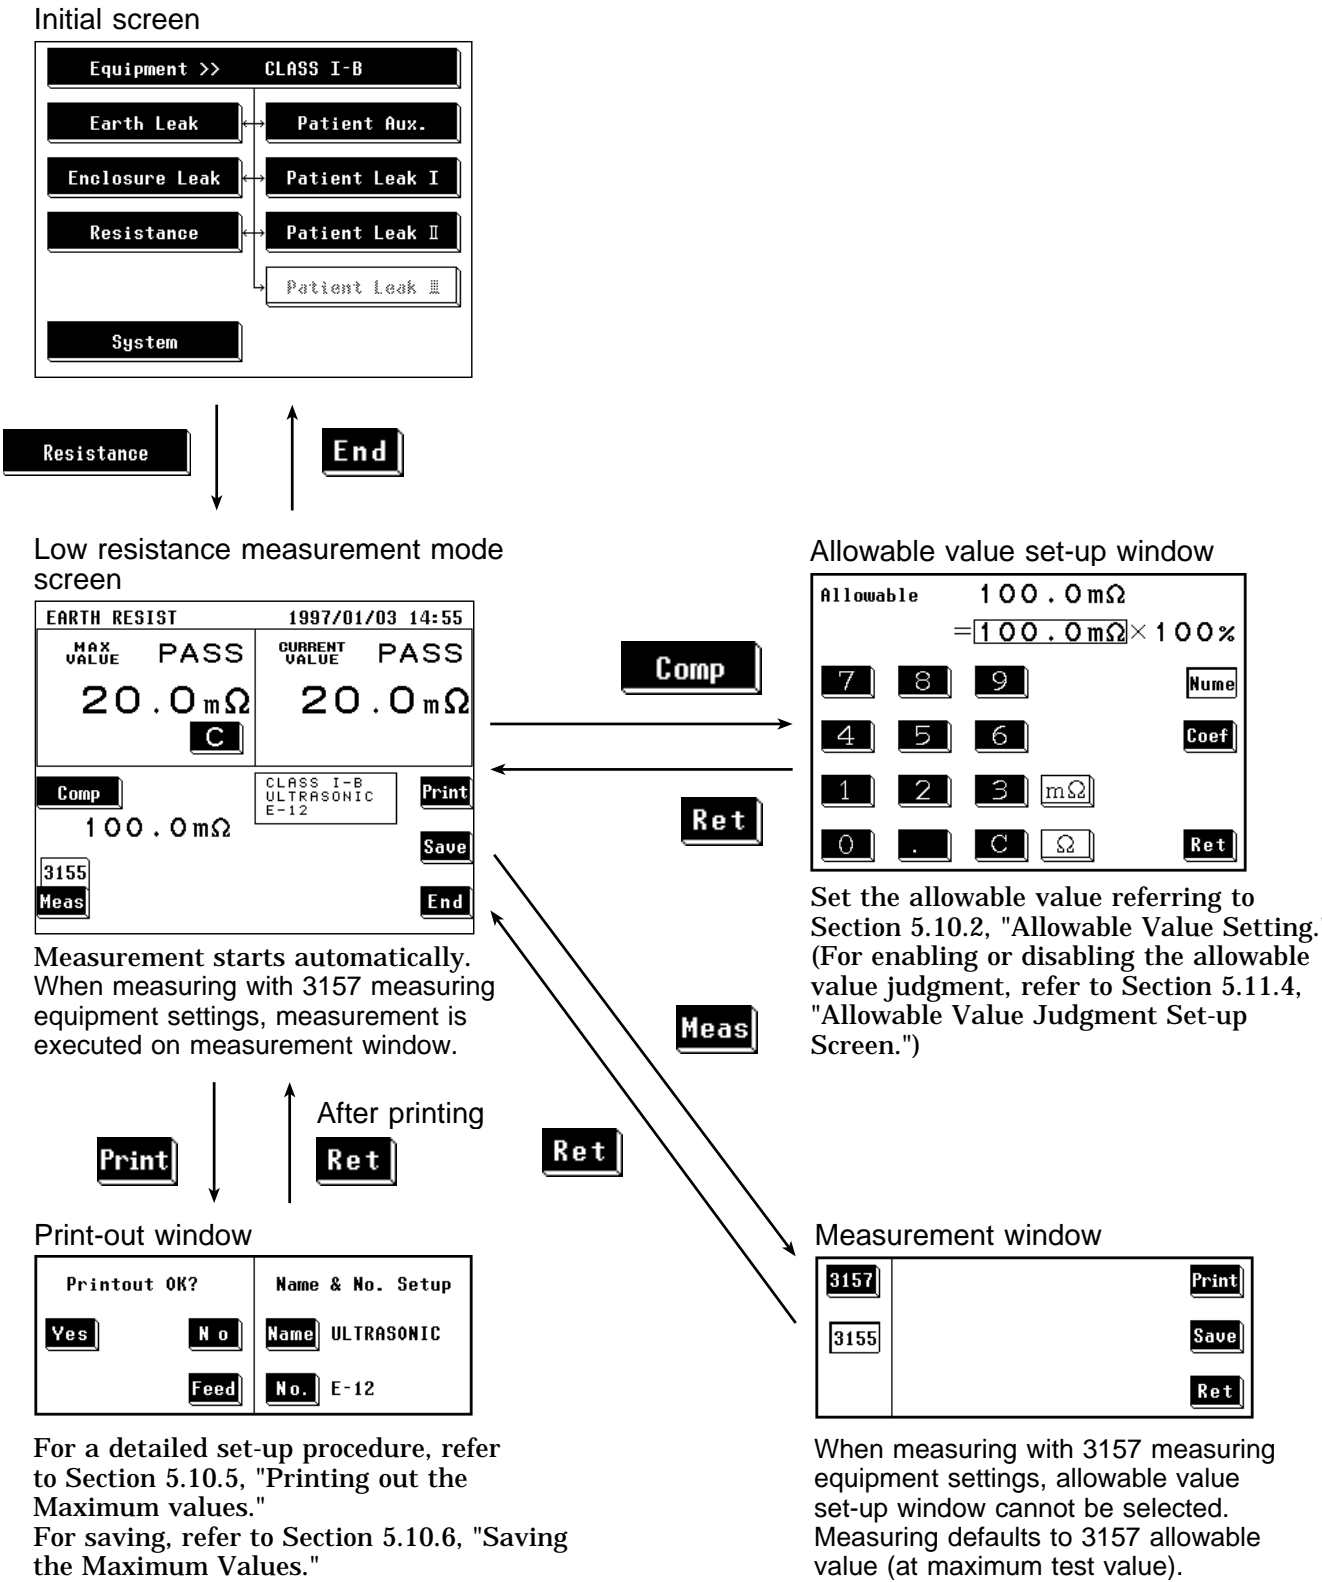 Initial screen
Equipment >> CLASS I-B
Earth Leak
Patient Aux.
Enclosure Leak
Patient Leak I
Resistance
Patient Leak Ⅱ
Patient Leak Ⅲ
System
Resistance
End
Low resistance measurement mode
screen
EARTH RESIST 1997/01/03 14:55
MAX
VALUE
PASS
20.0mΩ
C
CURRENT
VALUE
PASS
20.0mΩ
Comp
100.0mΩ
CLASS I-B
ULTRASONIC
E-12
Print
Save
3155
Meas
End
Measurement starts automatically.
When measuring with 3157 measuring
equipment settings, measurement is
executed on measurement window.
Comp
Ret
Allowable value set-up window
Allowable 100.0mΩ
=100.0mΩ×100%
7 8 9 Nume
4 5 6 Coef
1 2 3 mΩ
0 . C Ω Ret
Set the allowable value referring to
Section 5.10.2, "Allowable Value Setting."
(For enabling or disabling the allowable
value judgment, refer to Section 5.11.4,
"Allowable Value Judgment Set-up
Screen.")
Meas
Ret
Print
After printing
Ret
Print-out window
Printout OK?
Yes
No
Feed
Name & No. Setup
Name ULTRASONIC
No. E-12
For a detailed set-up procedure, refer
to Section 5.10.5, "Printing out the
Maximum values."
For saving, refer to Section 5.10.6, "Saving
the Maximum Values."
Measurement window
3157
Print
3155
Save
Ret
When measuring with 3157 measuring
equipment settings, allowable value
set-up window cannot be selected.
Measuring defaults to 3157 allowable
value (at maximum test value).